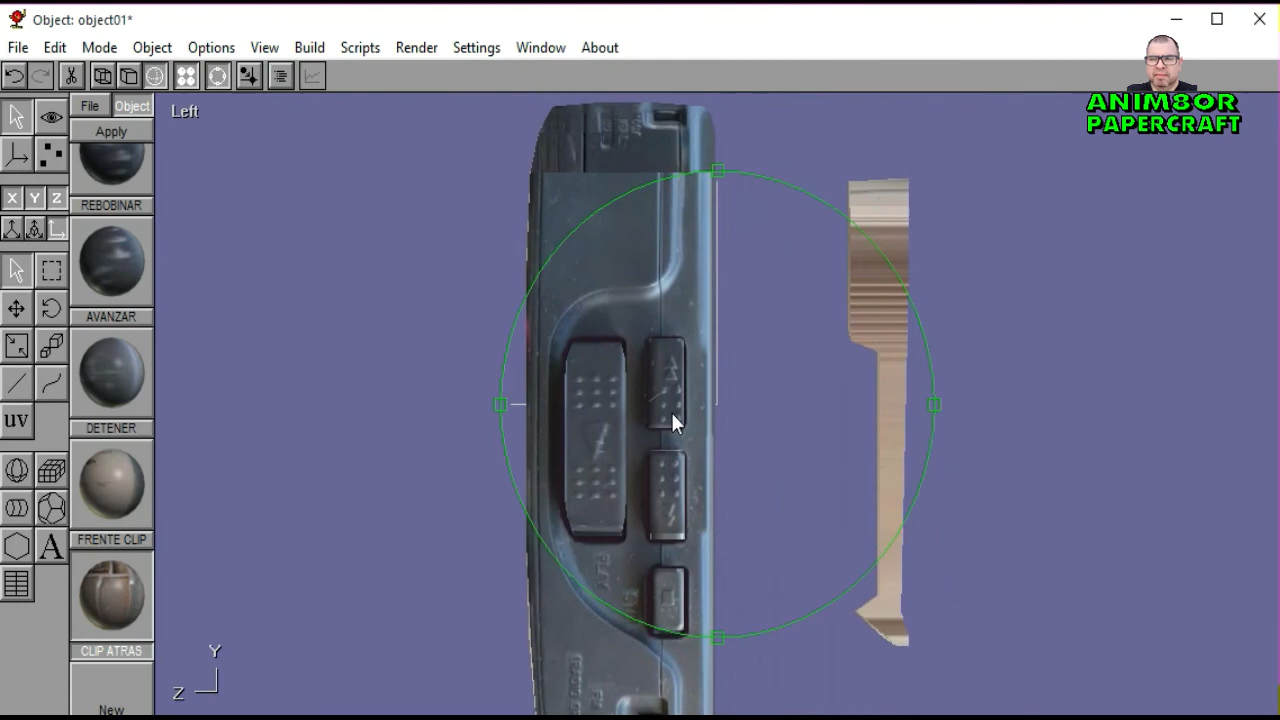 Object: object01*
File Edit Mode Object Options View Build Scripts Render Settings Window About
ANIM8OR
PAPERCRAFT
File Object
Left
Apply
REBOBINAR
X Y Z
AVANZAR
UV
DETENER
FRENTE CLIP
A
CLIP ATRAS
Y
Z
New